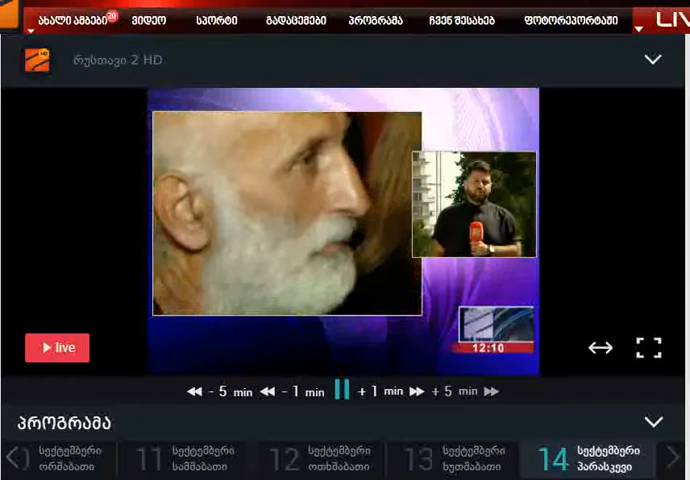 ახალი ამბები 20 ვიდეო სპორტი გადაცემები პროგრამა ჩვენ შესახებ ფოტორეპორტაჟი LIV
რუსთავი 2 HD
12:10
live
- 5 min - 1 min + 1 min + 5 min
პროგრამა
სექტემბერი ორშაბათი
11 სექტემბერი სამშაბათი
12 სექტემბერი ოთხშაბათი
13 სექტემბერი ხუთშაბათი
14 სექტემბერი პარასკევი